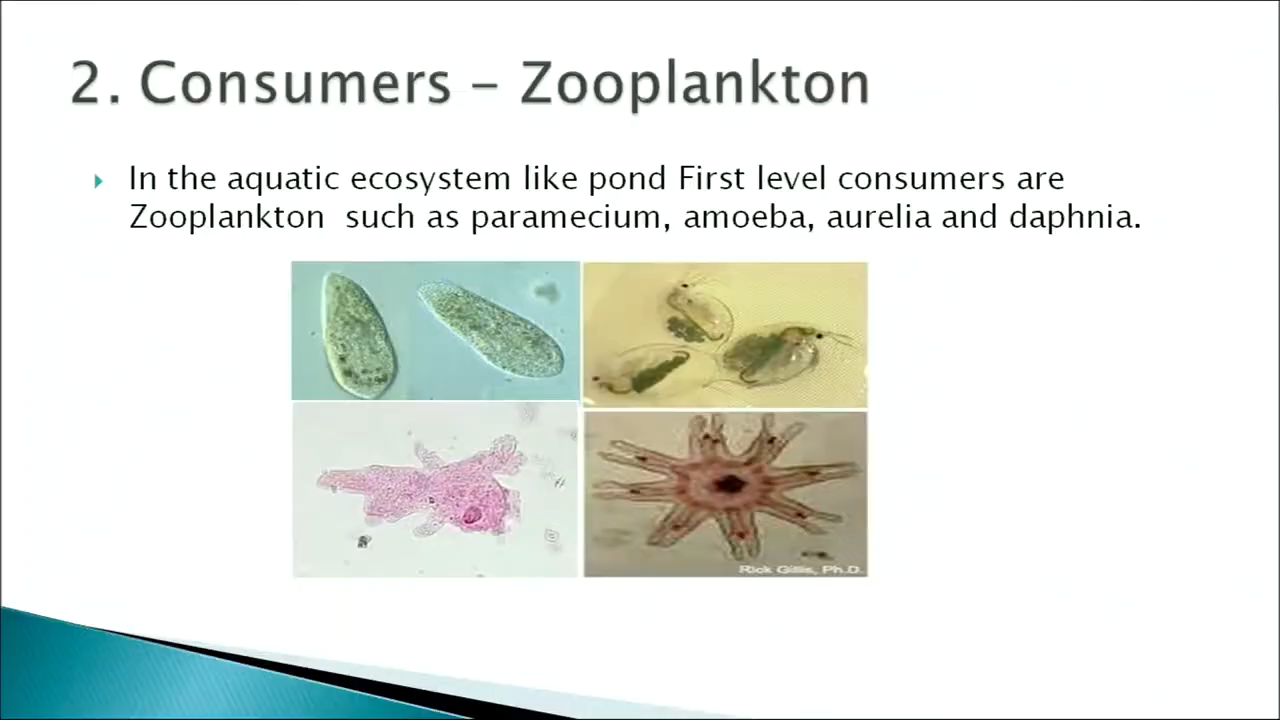 2. Consumers – Zooplankton
In the aquatic ecosystem like pond First level consumers are
Zooplankton such as paramecium, amoeba, aurelia and daphnia.
Rick Gillis, Ph.D.